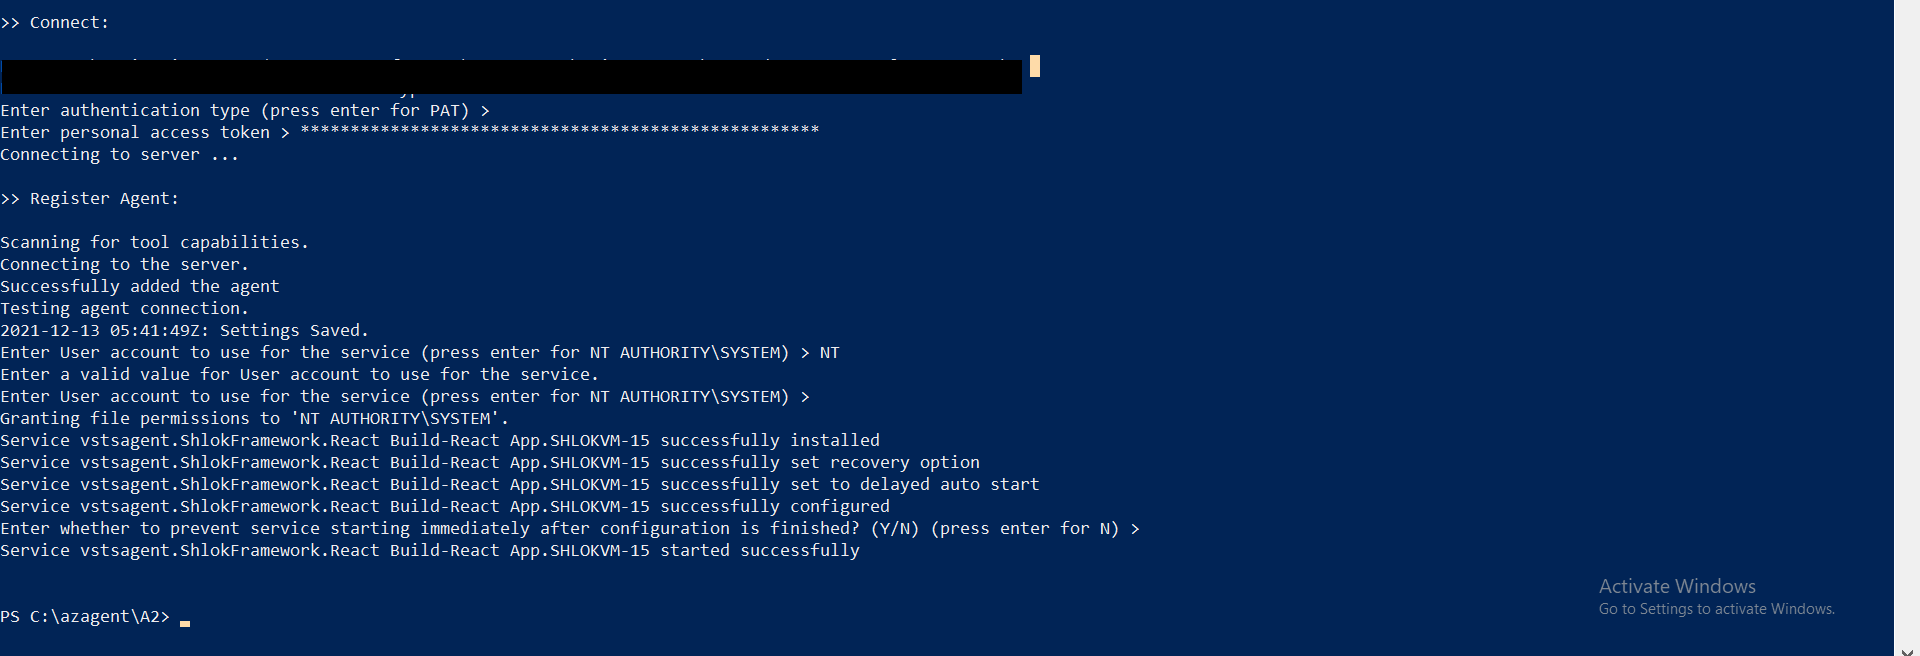 >> Connect:
Enter authentication type (press enter for PAT) >
Enter personal access token > ****************************************************
Connecting to server ...
>> Register Agent:
Scanning for tool capabilities.
Connecting to the server.
Successfully added the agent
Testing agent connection.
2021-12-13 05:41:49Z: Settings Saved.
Enter User account to use for the service (press enter for NT AUTHORITY\SYSTEM) > NT
Enter a valid value for User account to use for the service.
Enter User account to use for the service (press enter for NT AUTHORITY\SYSTEM) >
Granting file permissions to 'NT AUTHORITY\SYSTEM'.
Service vstsagent.ShlokFramework.React Build-React App.SHLOKVM-15 successfully installed
Service vstsagent.ShlokFramework.React Build-React App.SHLOKVM-15 successfully set recovery option
Service vstsagent.ShlokFramework.React Build-React App.SHLOKVM-15 successfully set to delayed auto start
Service vstsagent.ShlokFramework.React Build-React App.SHLOKVM-15 successfully configured
Enter whether to prevent service starting immediately after configuration is finished? (Y/N) (press enter for N) >
Service vstsagent.ShlokFramework.React Build-React App.SHLOKVM-15 started successfully
Activate Windows
Go to Settings to activate Windows.
PS C:\azagent\A2>